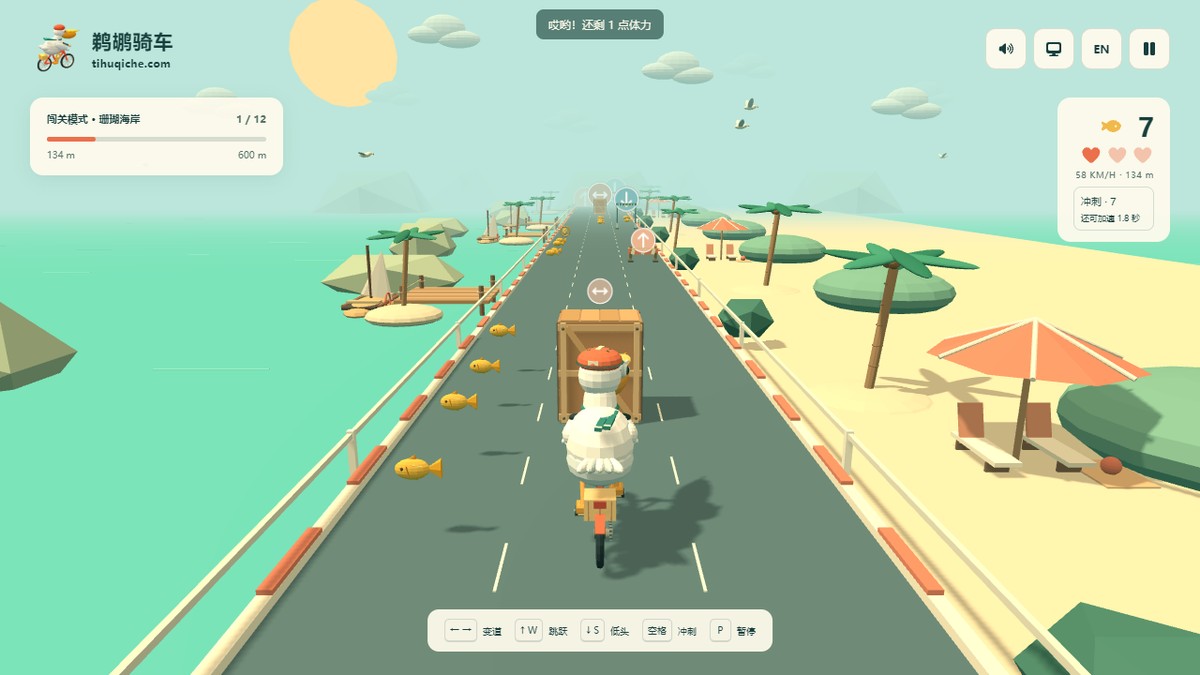 哎哟！还剩 1 点体力
鹈鹕骑车
tihuqiche.com
EN
闯关模式 • 珊瑚海岸 1 / 12
134 m 600 m
7
58 KM/H · 134 m
冲刺 · 7
还可加速 1.8 秒
←→ 变道 ↑W 跳跃 ↓S 低头 空格 冲刺 P 暂停